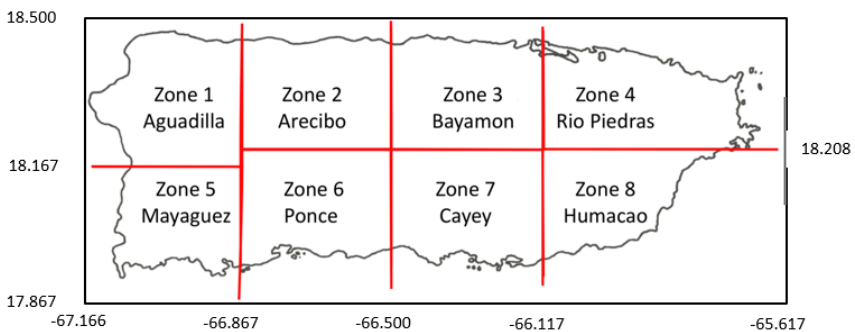 18.500
Zone 1
Aguadilla
Zone 2
Arecibo
Zone 3
Bayamon
Zone 4
Rio Piedras
18.208
18.167
Zone 5
Mayaguez
Zone 6
Ponce
Zone 7
Cayey
Zone 8
Humacao
17.867
-67.166
-66.867
-66.500
-66.117
-65.617